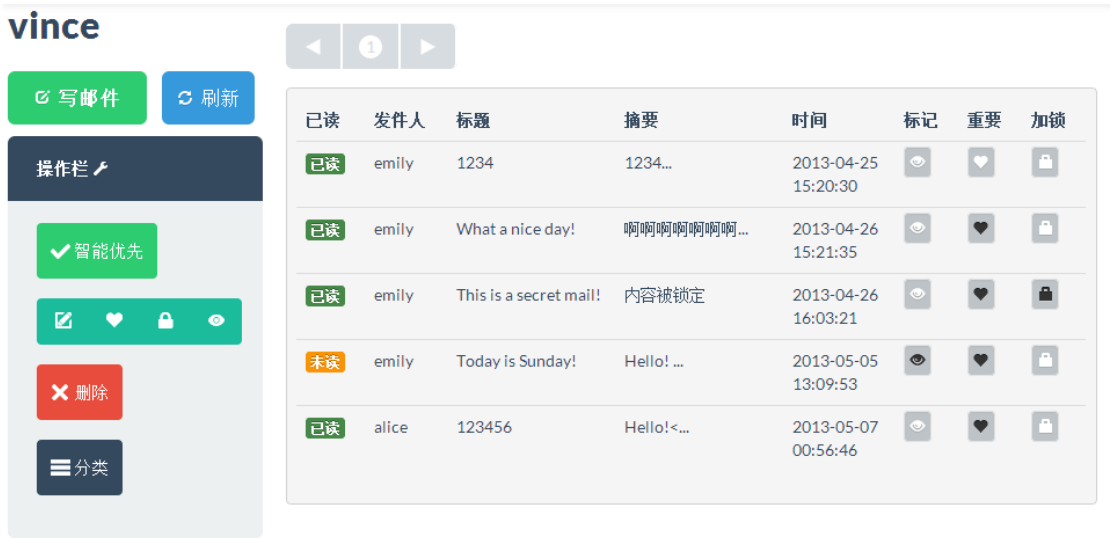 vince
写邮件 刷新
操作栏
智能优先
删除
分类
1
已读 发件人 标题 摘要 时间 标记 重要 加锁
已读 emily 1234 1234... 2013-04-25
15:20:30
已读 emily What a nice day! 啊啊啊啊啊啊啊... 2013-04-26
15:21:35
已读 emily This is a secret mail! 内容被锁定 2013-04-26
16:03:21
未读 emily Today is Sunday! Hello! ... 2013-05-05
13:09:53
已读 alice 123456 Hello!<... 2013-05-07
00:56:46